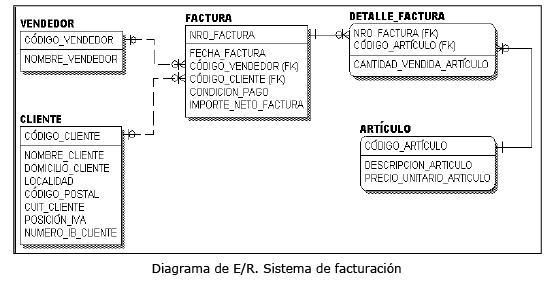 VENDEDOR
CÓDIGO_VENDEDOR
NOMBRE_VENDEDOR
CLIENTE
CÓDIGO_CLIENTE
NOMBRE_CLIENTE
DOMICILIO_CLIENTE
LOCALIDAD
CÓDIGO_POSTAL
CUIT_CLIENTE
POSICIÓN_IVA
NUMERO_IB_CLIENTE
FACTURA
NRO_FACTURA
FECHA_FACTURA
CÓDIGO_VENDEDOR (FK)
CÓDIGO_CLIENTE (FK)
CONDICIÓN_PAGO
IMPORTE_NETO_FACTURA
DETALLE_FACTURA
NRO_FACTURA (FK)
CÓDIGO_ARTÍCULO (FK)
CANTIDAD_VENDIDA_ARTÍCULO
ARTÍCULO
CÓDIGO_ARTÍCULO
DESCRIPCION_ARTICULO
PRECIO_UNITARIO_ARTICULO
Diagrama de E/R. Sistema de facturación